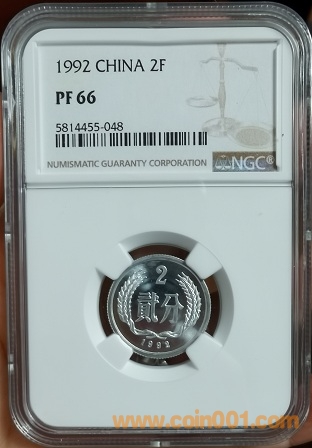 1992 CHINA 2F
PF 66
5814455-048
NUMISMATIC GUARANTY CORPORATION
NGC®
2
贰分
1992
www.coin001.com